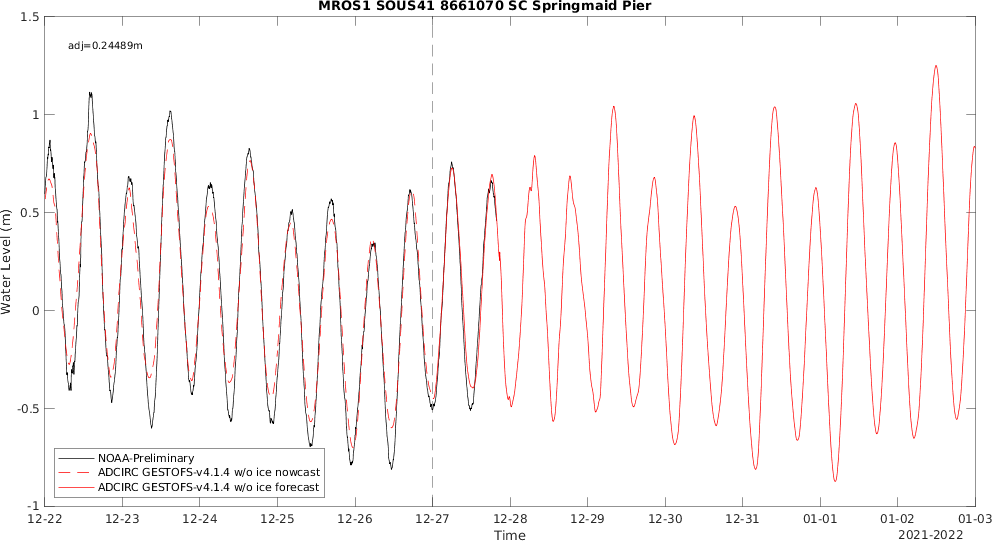 MROS1 SOUS41 8661070 SC Springmaid Pier
adj=0.24489m
1.5
1
0.5
0
-0.5
-1
Water Level (m)
NOAA-Preliminary
ADCIRC GESTOFS-v4.1.4 w/o ice nowcast
ADCIRC GESTOFS-v4.1.4 w/o ice forecast
12-22 12-23 12-24 12-25 12-26 12-27 12-28 12-29 12-30 12-31 01-01 01-02 01-03
Time
2021-2022